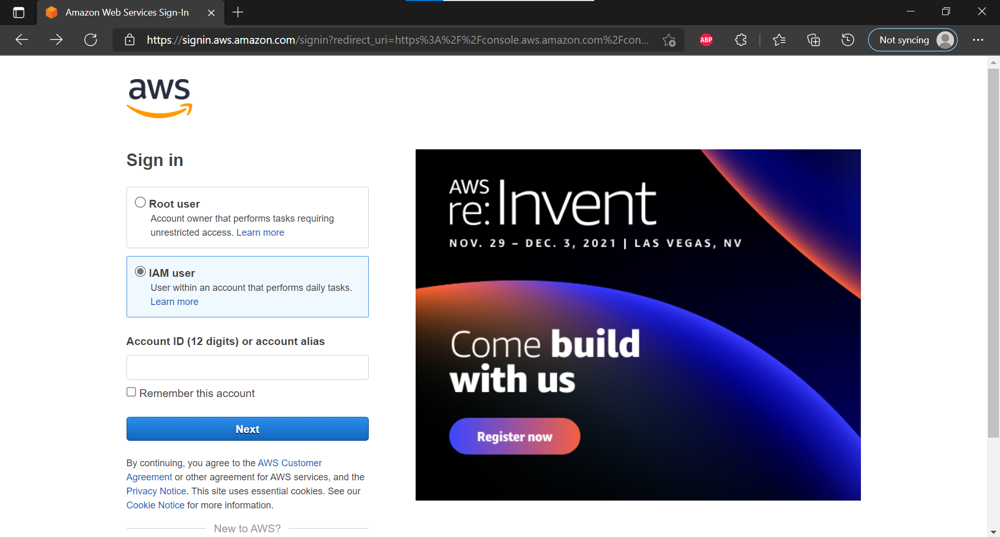 Amazon Web Services Sign-In
https://signin.aws.amazon.com/signin?redirect_uri=https%3A%2F%2Fconsole.aws.amazon.com%2Fcon...
ABP
Not syncing
aws
Sign in
Root user
Account owner that performs tasks requiring
unrestricted access. Learn more
IAM user
User within an account that performs daily tasks.
Learn more
Account ID (12 digits) or account alias
Remember this account
Next
By continuing, you agree to the AWS Customer
Agreement or other agreement for AWS services, and the
Privacy Notice. This site uses essential cookies. See our
Cookie Notice for more information.
New to AWS?
AWS
re:Invent
NOV. 29 – DEC. 3, 2021 | LAS VEGAS, NV
Come build
with us
Register now